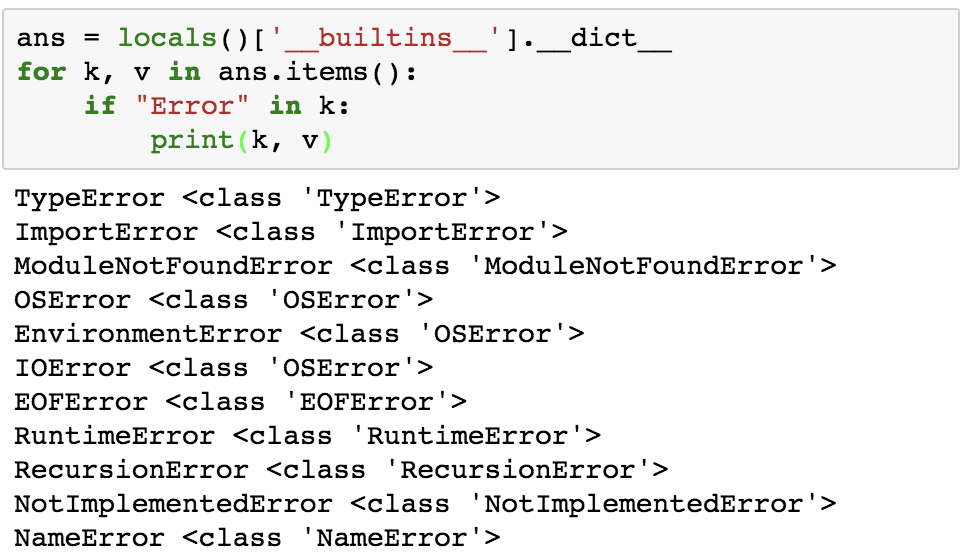 ans = locals()['__builtins__'].__dict__
for k, v in ans.items():
    if "Error" in k:
        print(k, v)
TypeError <class 'TypeError'>
ImportError <class 'ImportError'>
ModuleNotFoundError <class 'ModuleNotFoundError'>
OSError <class 'OSError'>
EnvironmentError <class 'OSError'>
IOError <class 'OSError'>
EOFError <class 'EOFError'>
RuntimeError <class 'RuntimeError'>
RecursionError <class 'RecursionError'>
NotImplementedError <class 'NotImplementedError'>
NameError <class 'NameError'>